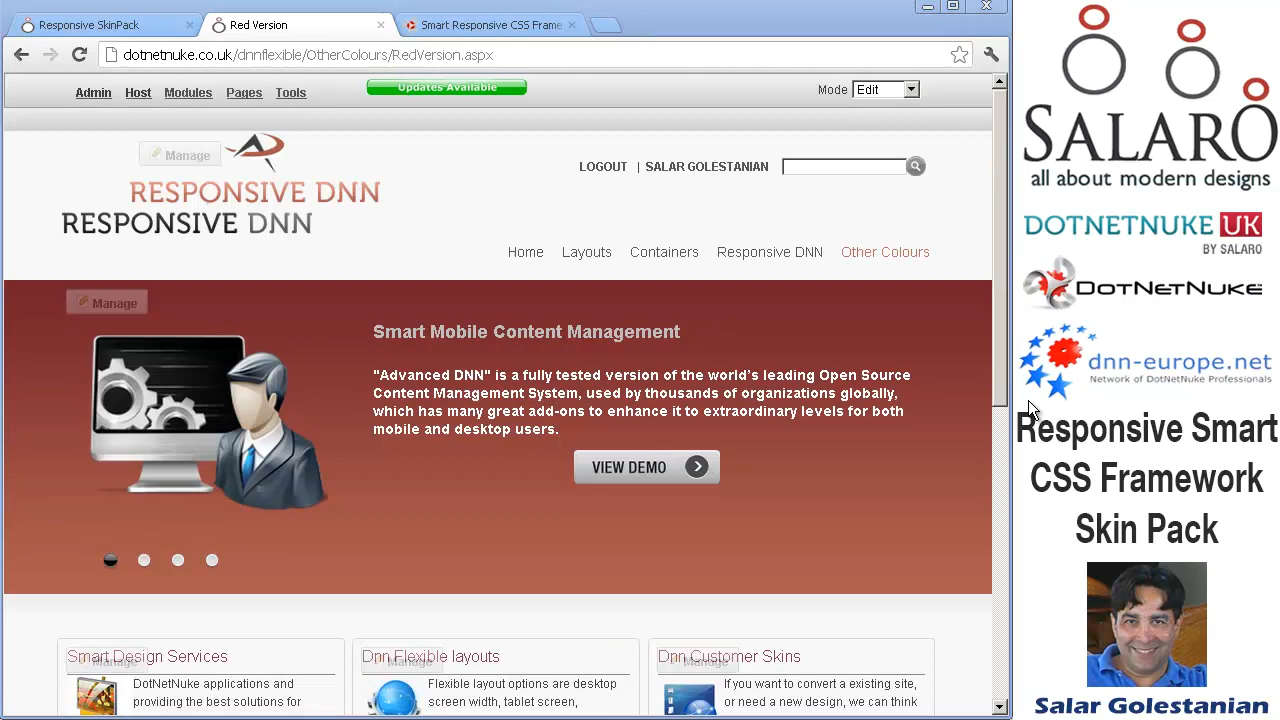 Responsive SkinPack
Red Version
Smart Responsive CSS Frame
dotnetnuke.co.uk/dnnflexible/OtherColours/RedVersion.aspx
Admin Host Modules Pages Tools
Updates Available
Mode Edit
Manage
RESPONSIVE DNN
RESPONSIVE DNN
LOGOUT | SALAR GOLESTANIAN
Home Layouts Containers Responsive DNN Other Colours
Manage
Smart Mobile Content Management
"Advanced DNN" is a fully tested version of the world's leading Open Source
Content Management System, used by thousands of organizations globally,
which has many great add-ons to enhance it to extraordinary levels for both
mobile and desktop users.
VIEW DEMO
Smart Design Services
Manage
DotNetNuke applications and
providing the best solutions for
Dnn Flexible layouts
Manage
Flexible layout options are desktop
screen width, tablet screen,
Dnn Customer Skins
Manage
If you want to convert a existing site,
or need a new design, we can think
SALARO
all about modern designs
DOTNETNUKE UK
BY SALARO
DOTNETNUKE
dnn-europe.net
Network of DotNetNuke Professionals
Responsive Smart
CSS Framework
Skin Pack
Salar Golestanian